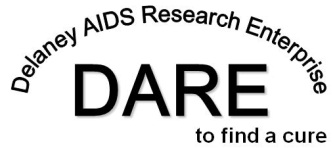 Delaney AIDS Research Enterprise
DARE
to find a cure